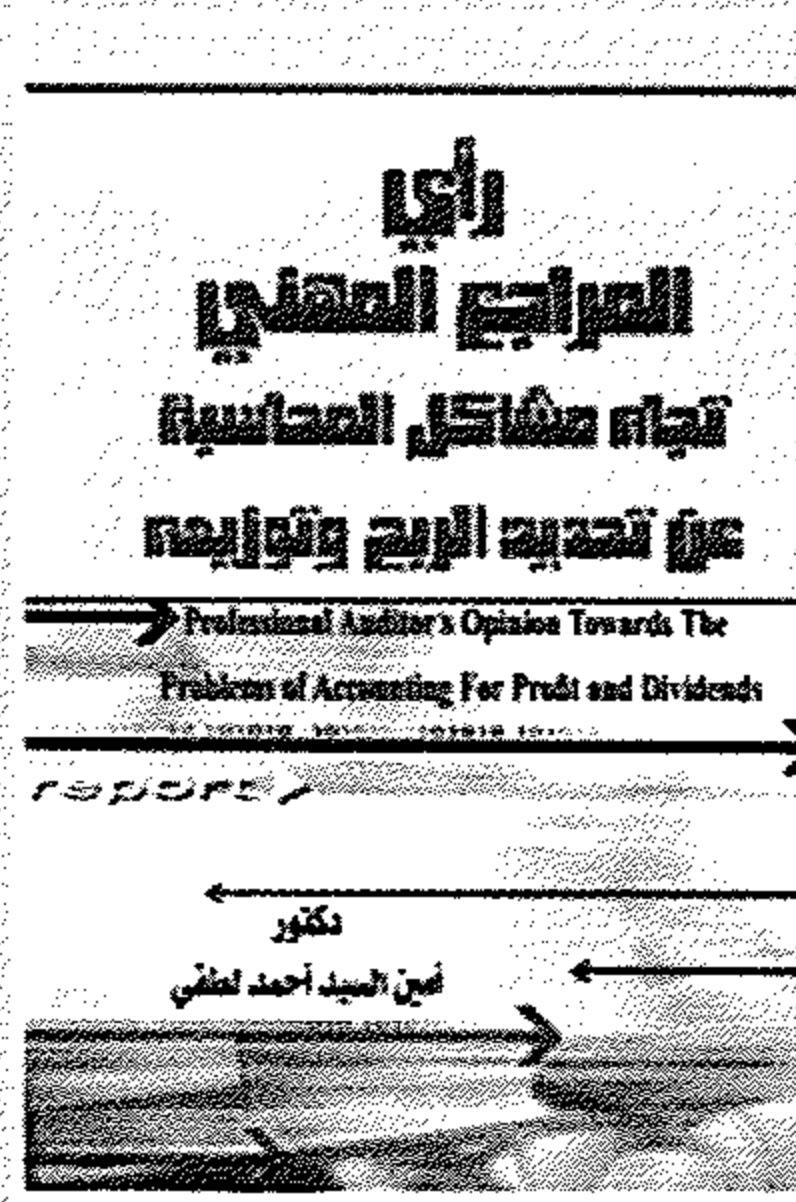 رأي
المراجع المهني
تجاه مشاكل المحاسبة
عن تحديد الربح وتوزيعه
Professional Auditor's Opinion Towards The
Problems of Accounting For Profit and Dividends
report
دكتور
أمين السيد أحمد لطفي